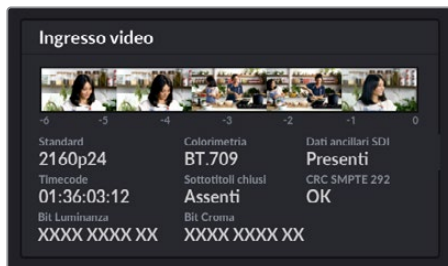 Ingresso video
-6 -5 -4 -3 -2 -1 0
Standard Colorimetria Dati ancillari SDI
2160p24 BT.709 Presenti
Timecode Sottotitoli chiusi CRC SMPTE 292
01:36:03:12 Assenti OK
Bit Luminanza Bit Croma
XXXX XXXX XX XXXX XXXX XX